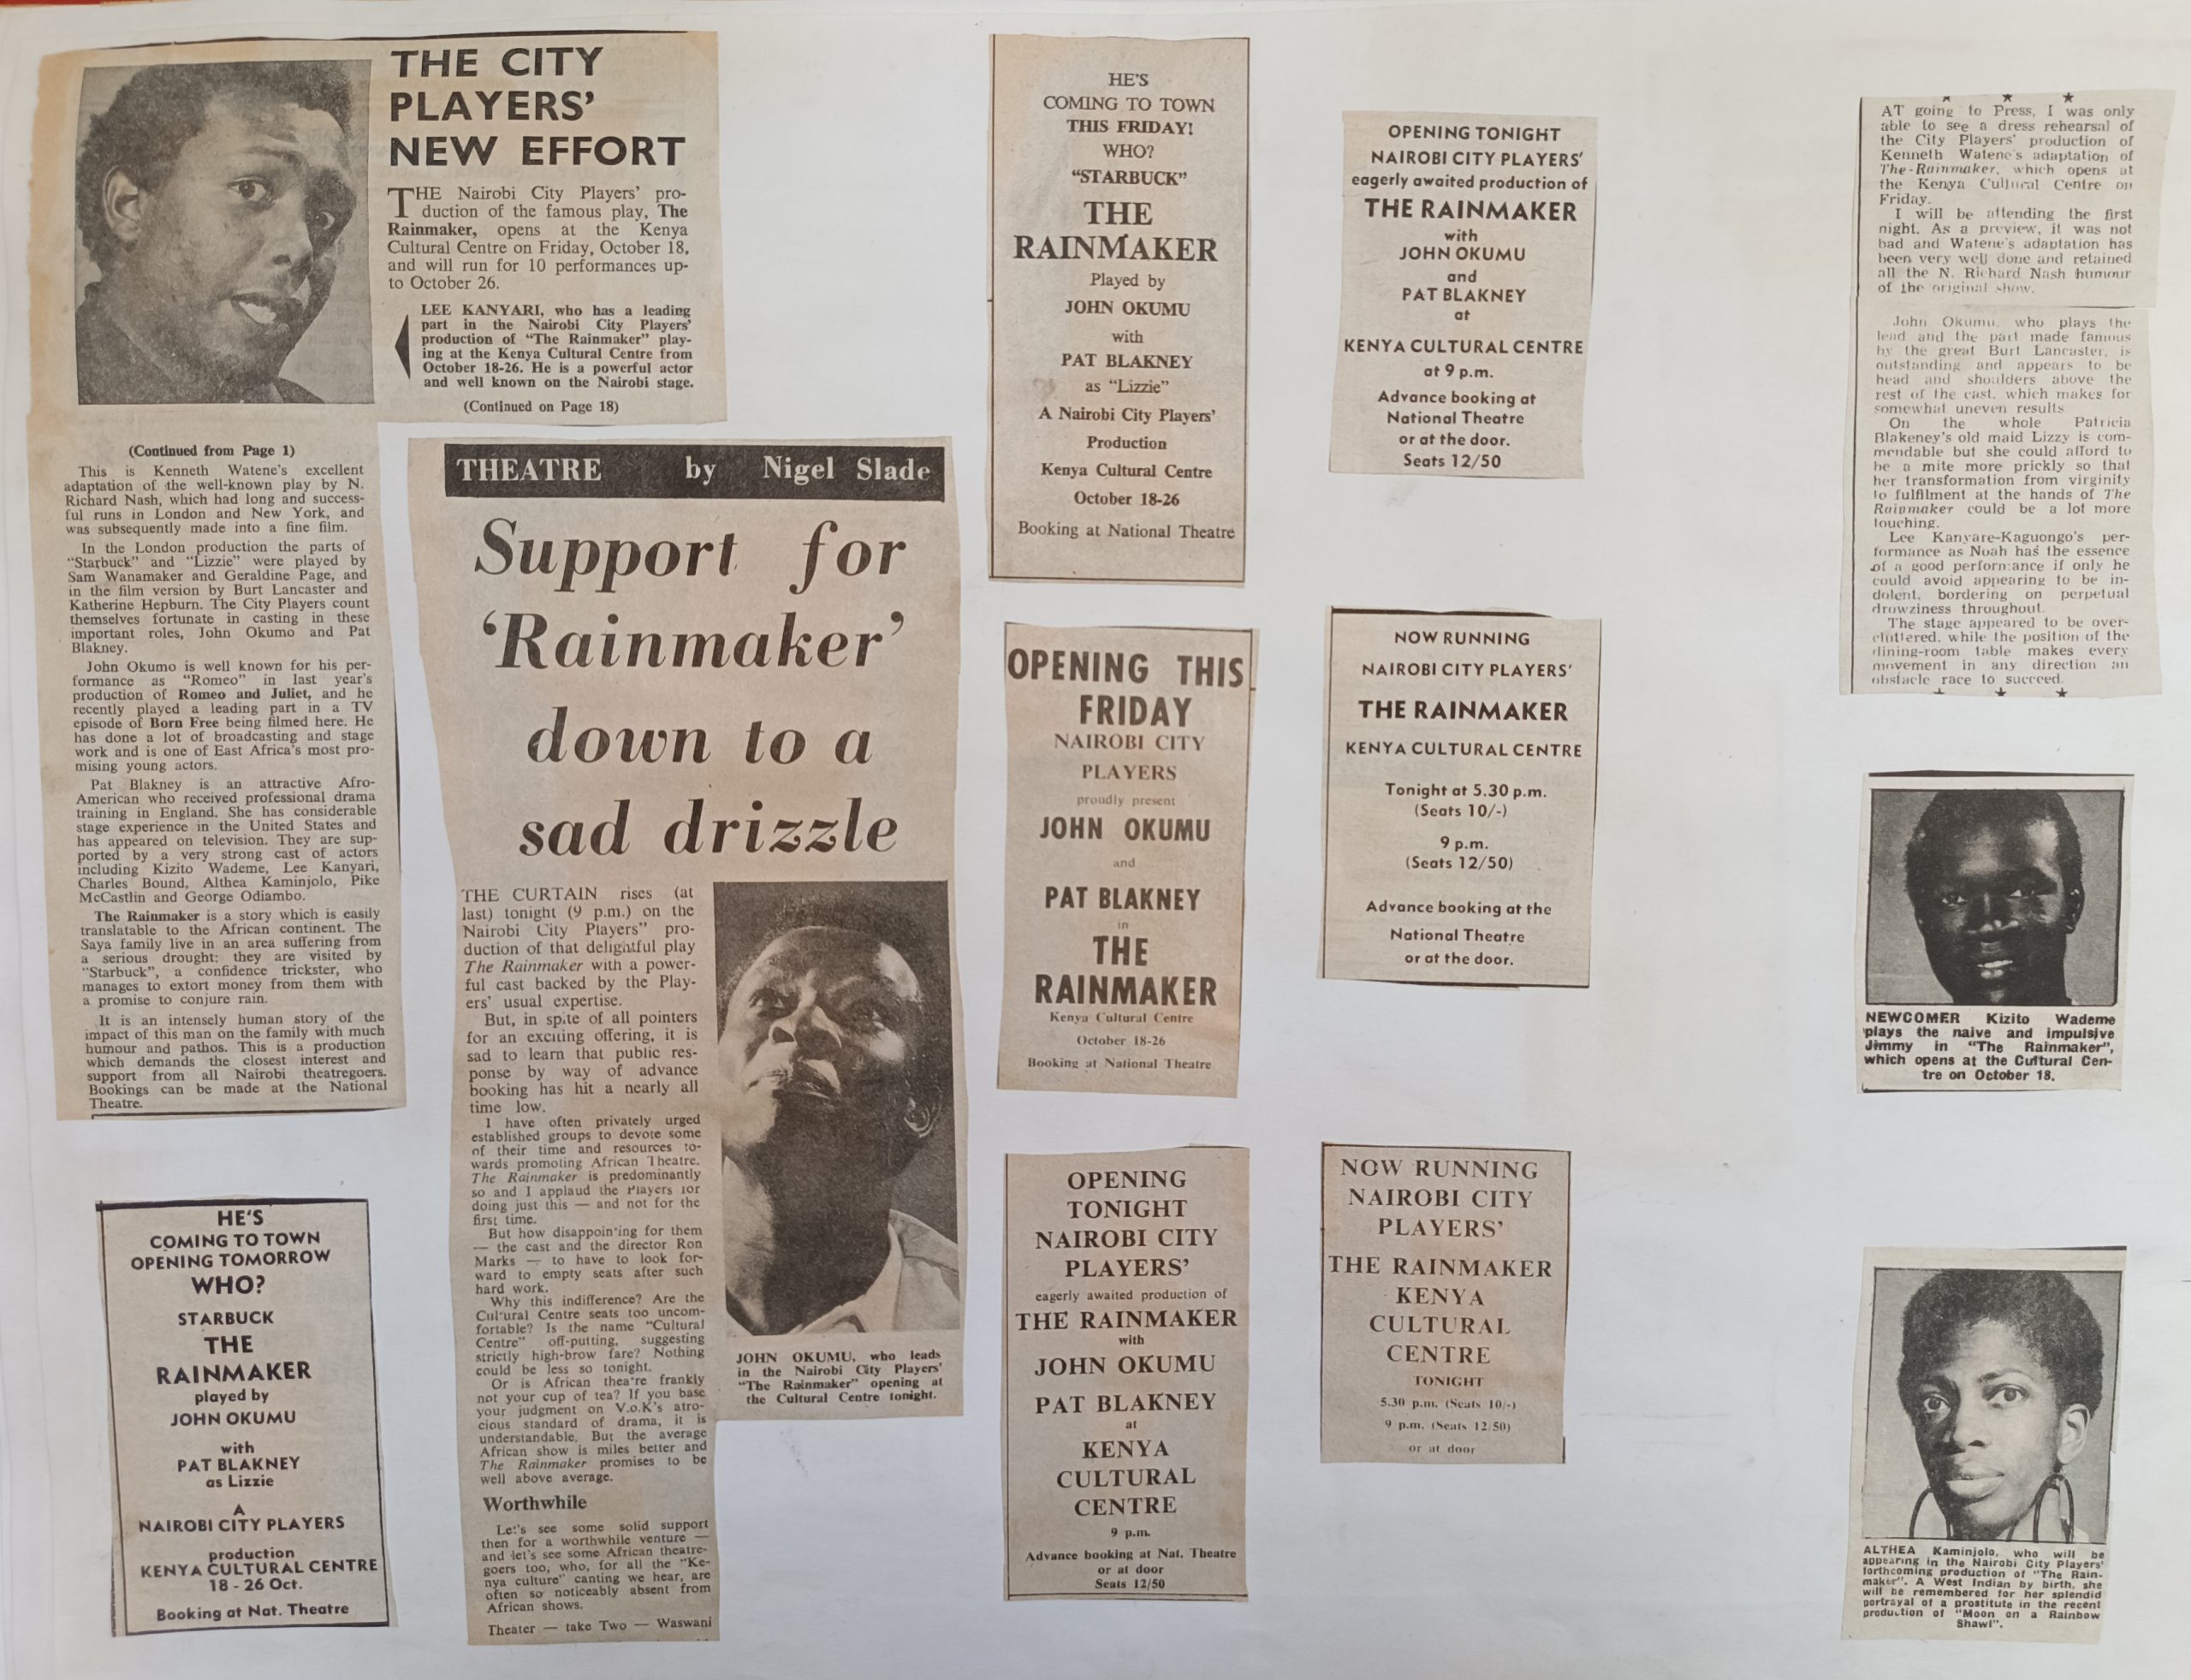 THE CITY
PLAYERS'
NEW EFFORT
THE Nairobi City Players' pro-
duction of the famous play, The
Rainmaker, opens at the Kenya
Cultural Centre on Friday, October 18,
and will run for 10 performances up-
to October 26.
LEE KANYARI, who has a leading
part in the Nairobi City Players'
production of "The Rainmaker" play-
ing at the Kenya Cultural Centre from
October 18-26. He is a powerful actor
and well known on the Nairobi stage.
(Continued on Page 18)
(Continued from Page 1)
This is Kenneth Watene's excellent
adaptation of the well-known play by N.
Richard Nash, which had long and success-
ful runs in London and New York, and
was subsequently made into a fine film.
In the London production the parts of
"Starbuck" and "Lizzie" were played by
Sam Wanamaker and Geraldine Page, and
in the film version by Burt Lancaster and
Katherine Hepburn. The City Players count
themselves fortunate in casting in these
important roles, John Okumo and Pat
Blakney.
John Okumo is well known for his per-
formance as "Romeo" in last year's
production of Romeo and Juliet, and he
recently played a leading part in a TV
episode of Born Free being filmed here. He
has done a lot of broadcasting and stage
work and is one of East Africa's most pro-
mising young actors.
Pat Blakney is an attractive Afro-
American who received professional drama
training in England. She has considerable
stage experience in the United States and
has appeared on television. They are sup-
ported by a very strong cast of actors
including Kizito Wademe, Lee Kanyari,
Charles Bound, Althea Kaminjolo, Pike
McCastlin and George Odiambo.
The Rainmaker is a story which is easily
translatable to the African continent. The
Saya family live in an area suffering from
a serious drought; they are visited by
"Starbuck", a confidence trickster, who
manages to extort money from them with
a promise to conjure rain.
It is an intensely human story of the
impact of this man on the family with much
humour and pathos. This is a production
which demands the closest interest and
support from all Nairobi theatregoers.
Bookings can be made at the National
Theatre.
HE'S
COMING TO TOWN
OPENING TOMORROW
WHO?
STARBUCK
THE
RAINMAKER
played by
JOHN OKUMU
with
PAT BLAKNEY
as Lizzie
A
NAIROBI CITY PLAYERS
production
KENYA CULTURAL CENTRE
18 - 26 Oct.
Booking at Nat. Theatre
THEATRE by Nigel Slade
Support for
'Rainmaker'
down to a
sad drizzle
THE CURTAIN rises (at
last) tonight (9 p.m.) on the
Nairobi City Players" pro-
duction of that delightful play
The Rainmaker with a power-
ful cast backed by the Play-
ers' usual expertise.
But, in spite of all pointers
for an exciting offering, it is
sad to learn that public res-
ponse by way of advance
booking has hit a nearly all
time low.
I have often privately urged
established groups to devote some
of their time and resources to-
wards promoting African Theatre.
The Rainmaker is predominantly
so and I applaud the Players for
doing just this — and not for the
first time.
But how disappointing for them
— the cast and the director Ron
Marks — to have to look for-
ward to empty seats after such
hard work.
Why this indifference? Are the
Cultural Centre seats too uncom-
fortable? Is the name "Cultural
Centre" off-putting, suggesting
strictly high-brow fare? Nothing
could be less so tonight.
Or is African theatre frankly
not your cup of tea? If you base
your judgment on V.o.K's atro-
cious standard of drama, it is
understandable. But the average
African show is miles better and
The Rainmaker promises to be
well above average.
Worthwhile
Let's see some solid support
then for a worthwhile venture —
and let's see some African theatre-
goers too, who, for all the "Ke-
nya culture" canting we hear, are
often so noticeably absent from
African shows.
Theater — take Two — Waswani
JOHN OKUMU, who leads
in the Nairobi City Players'
"The Rainmaker" opening at
the Cultural Centre tonight.
HE'S
COMING TO TOWN
THIS FRIDAY!
WHO?
"STARBUCK"
THE
RAINMAKER
Played by
JOHN OKUMU
with
PAT BLAKNEY
as "Lizzie"
A Nairobi City Players'
Production
Kenya Cultural Centre
October 18-26
Booking at National Theatre
OPENING THIS
FRIDAY
NAIROBI CITY
PLAYERS
proudly present
JOHN OKUMU
and
PAT BLAKNEY
in
THE
RAINMAKER
Kenya Cultural Centre
October 18-26
Booking at National Theatre
OPENING
TONIGHT
NAIROBI CITY
PLAYERS'
eagerly awaited production of
THE RAINMAKER
with
JOHN OKUMU
PAT BLAKNEY
at
KENYA
CULTURAL
CENTRE
9 p.m.
Advance booking at Nat. Theatre
or at door
Seats 12/50
OPENING TONIGHT
NAIROBI CITY PLAYERS'
eagerly awaited production of
THE RAINMAKER
with
JOHN OKUMU
and
PAT BLAKNEY
at
KENYA CULTURAL CENTRE
at 9 p.m.
Advance booking at
National Theatre
or at the door.
Seats 12/50
NOW RUNNING
NAIROBI CITY PLAYERS'
THE RAINMAKER
KENYA CULTURAL CENTRE
Tonight at 5.30 p.m.
(Seats 10/-)
9 p.m.
(Seats 12/50)
Advance booking at the
National Theatre
or at the door.
NOW RUNNING
NAIROBI CITY
PLAYERS'
THE RAINMAKER
KENYA
CULTURAL
CENTRE
TONIGHT
5.30 p.m. (Seats 10/-)
9 p.m. (Seats 12/50)
or at door
AT going to Press, I was only
able to see a dress rehearsal of
the City Players' production of
Kenneth Watene's adaptation of
The-Rainmaker, which opens at
the Kenya Cultural Centre on
Friday.
I will be attending the first
night. As a preview, it was not
bad and Watene's adaptation has
been very well done and retained
all the N. Richard Nash humour
of the original show.
John Okumu, who plays the
lead and the part made famous
by the great Burt Lancaster, is
outstanding and appears to be
head and shoulders above the
rest of the cast, which makes for
somewhat uneven results.
On the whole Patricia
Blakeney's old maid Lizzy is com-
mendable but she could afford to
be a mite more prickly so that
her transformation from virginity
to fulfilment at the hands of The
Rainmaker could be a lot more
touching.
Lee Kanyare-Kaguongo's per-
formance as Noah has the essence
of a good performance if only he
could avoid appearing to be in-
dolent, bordering on perpetual
drowziness throughout.
The stage appeared to be over-
cluttered, while the position of the
dining-room table makes every
movement in any direction an
obstacle race to succeed.
NEWCOMER Kizito Wademe
plays the naive and impulsive
Jimmy in "The Rainmaker",
which opens at the Cultural Cen-
tre on October 18.
ALTHEA Kaminjolo, who will be
appearing in the Nairobi City Players'
forthcoming production of "The Rain-
maker". A West Indian by birth, she
will be remembered for her splendid
portrayal of a prostitute in the recent
production of "Moon on a Rainbow
Shawl".